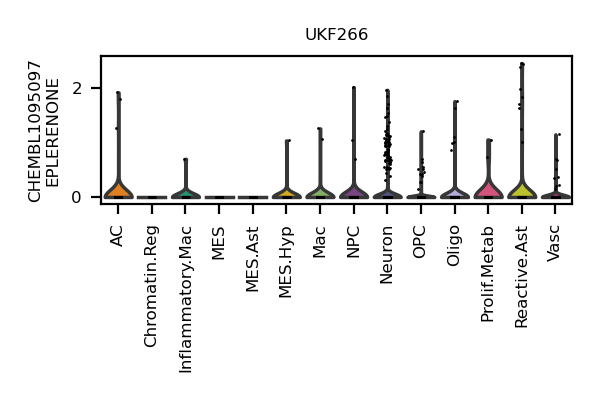 UKF266
CHEMBL1095097
EPLERENONE
2
0
AC
Chromatin.Reg
Inflammatory.Mac
MES
MES.Ast
MES.Hyp
Mac
NPC
Neuron
OPC
Oligo
Prolif.Metab
Reactive.Ast
Vasc